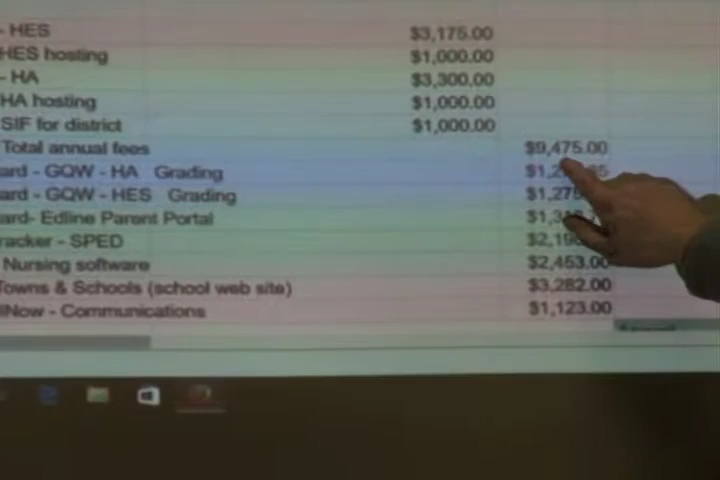 - HES $3,175.00
HES hosting $1,000.00
- HA $3,300.00
HA hosting $1,000.00
SIF for district $1,000.00
Total annual fees $9,475.00
ard - GQW - HA Grading
ard - GQW - HES Grading
ard- Edline Parent Portal
racker - SPED
Nursing software $2,453.00
Towns & Schools (school web site) $3,282.00
lNow - Communications $1,123.00